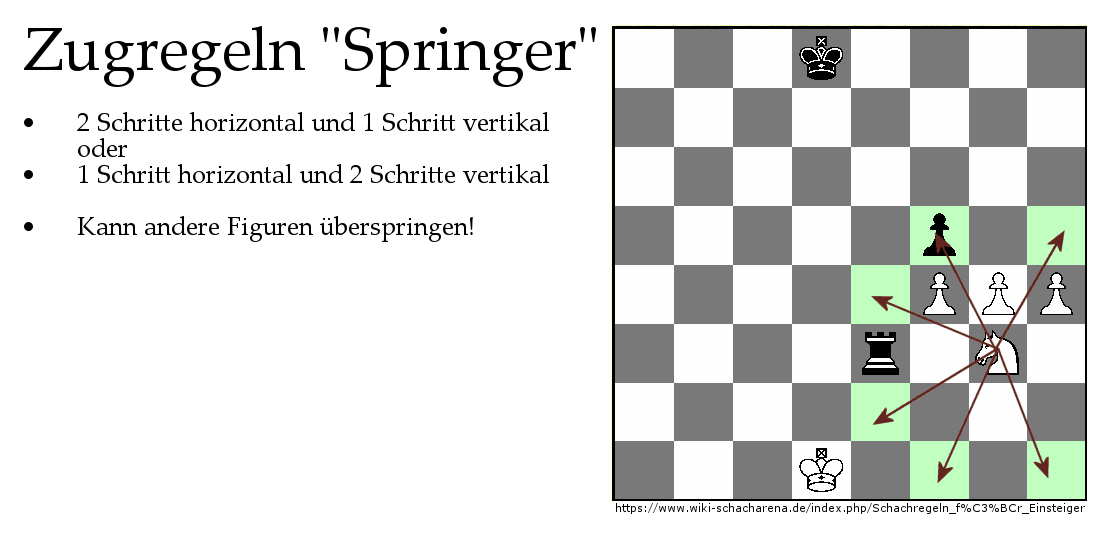 Zugregeln "Springer"
• 2 Schritte horizontal und 1 Schritt vertikal
oder
• 1 Schritt horizontal und 2 Schritte vertikal
• Kann andere Figuren überspringen!
https://www.wiki-schacharena.de/index.php/Schachregeln_f%C3%BCr_Einsteiger